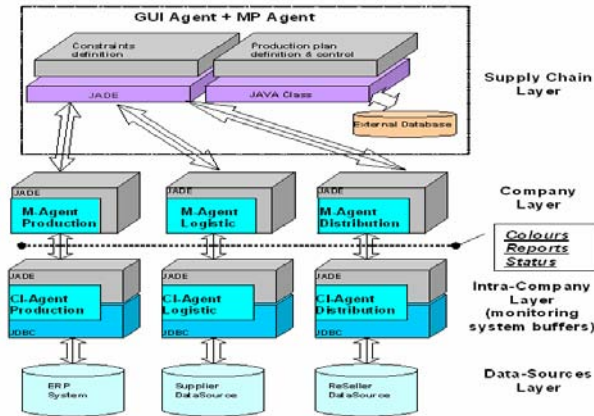 GUI Agent + MP Agent
Constraints
definition
Production plan
definition & control
JADE
JAVA Class
External Database
Supply Chain
Layer
JADE
M-Agent
Production
JADE
M-Agent
Logistic
JADE
M-Agent
Distribution
Company
Layer
Colours
Reports
Status
JADE
CI-Agent
Production
JDBC
JADE
CI-Agent
Logistic
JDBC
JADE
CI-Agent
Distribution
JDBC
Intra-Company
Layer
(monitoring
system buffers)
ERP
System
Supplier
DataSource
ReSeller
DataSource
Data-Sources
Layer